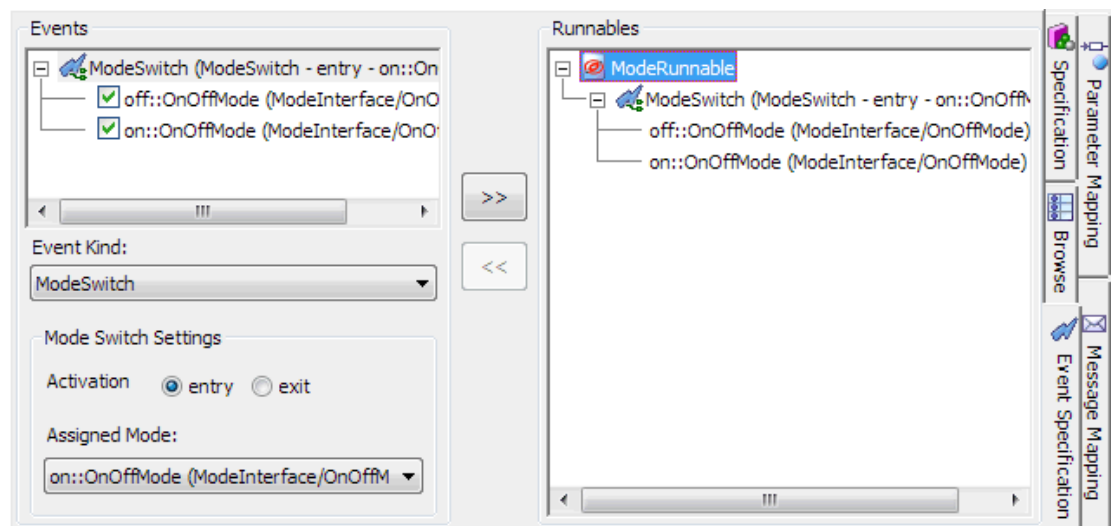 Events
ModeSwitch (ModeSwitch - entry - on::On
off::OnOffMode (ModeInterface/OnO
on::OnOffMode (ModeInterface/OnO
Event Kind:
ModeSwitch
Mode Switch Settings
Activation entry exit
Assigned Mode:
on::OnOffMode (ModeInterface/OnOffM
>>
<<
Runnables
ModeRunnable
ModeSwitch (ModeSwitch - entry - on::OnOff
off::OnOffMode (ModeInterface/OnOffMode)
on::OnOffMode (ModeInterface/OnOffMode)
Specification
Browse
Event Specification
Parameter Mapping
Message Mapping